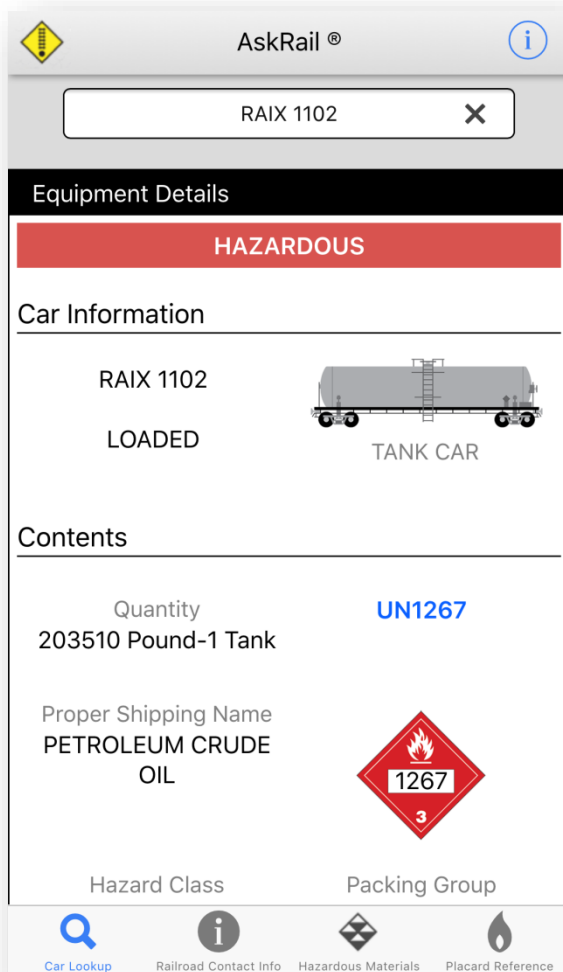 AskRail ®
i
RAIX 1102 ✕
Equipment Details
HAZARDOUS
Car Information
RAIX 1102
LOADED
TANK CAR
Contents
Quantity
203510 Pound-1 Tank
UN1267
Proper Shipping Name
PETROLEUM CRUDE
OIL
1267
3
Hazard Class
Packing Group
i
Car Lookup
Railroad Contact Info
Hazardous Materials
Placard Reference